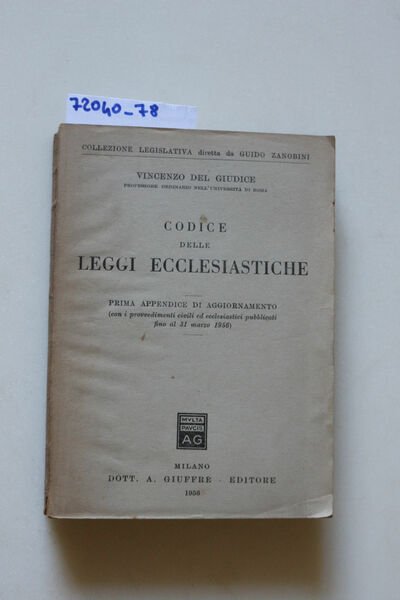 72040_78
COLLEZIONE LEGISLATIVA diretta da GUIDO ZANOBINI
VINCENZO DEL GIUDICE
PROFESSORE ORDINARIO NELL'UNIVERSITÀ DI ROMA
CODICE
DELLE
LEGGI ECCLESIASTICHE
PRIMA APPENDICE DI AGGIORNAMENTO
(con i provvedimenti civili ed ecclesiastici pubblicati
fino al 31 marzo 1956)
MVLTA
PAVCIS
AG
MILANO
DOTT. A. GIUFFRÈ - EDITORE
1956